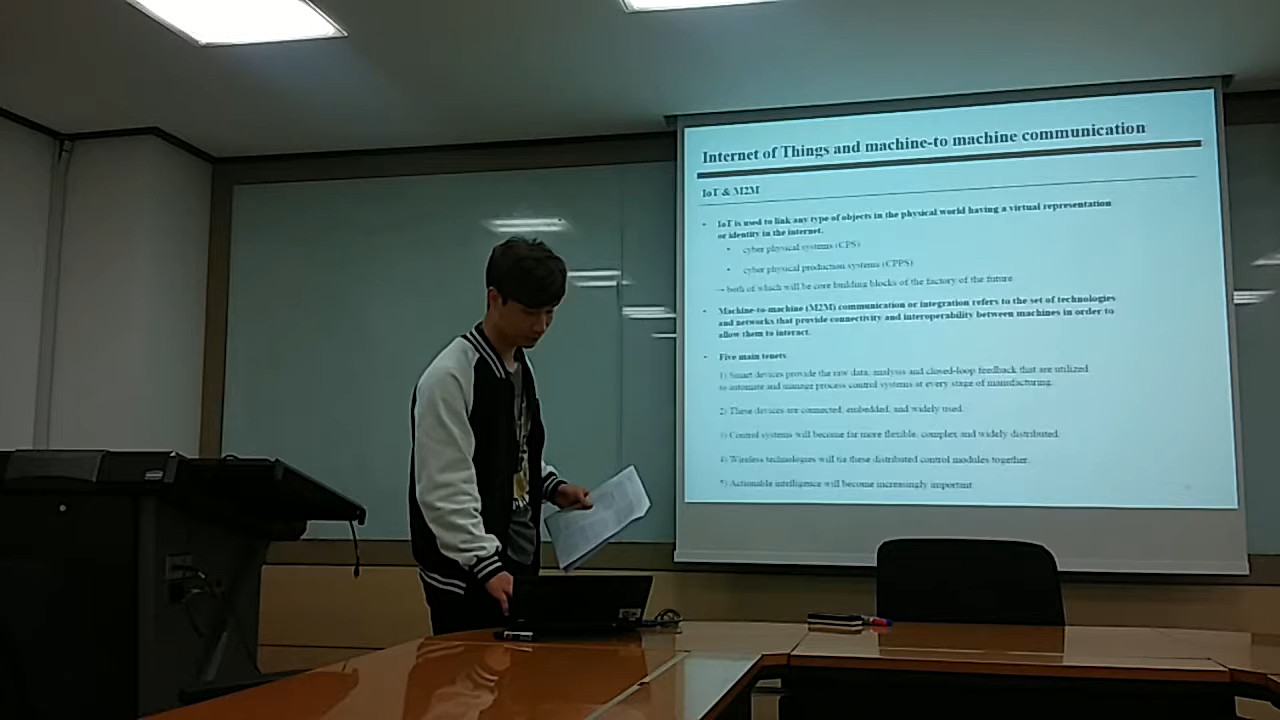 Internet of Things and machine-to machine communication
IoT & M2M
• IoT is used to link any type of objects in the physical world having a virtual representation
or identity in the internet.
• cyber physical systems (CPS)
• cyber physical production systems (CPPS)
→ both of which will be core building blocks of the factory of the future
• Machine-to-machine (M2M) communication or integration refers to the set of technologies
and networks that provide connectivity and interoperability between machines in order to
allow them to interact.
• Five main tenets
1) Smart devices provide the raw data, analysis and closed-loop feedback that are utilized
to automate and manage process control systems at every stage of manufacturing.
2) These devices are connected, embedded, and widely used.
3) Control systems will become far more flexible, complex and widely distributed.
4) Wireless technologies will tie these distributed control modules together.
5) Actionable intelligence will become increasingly important